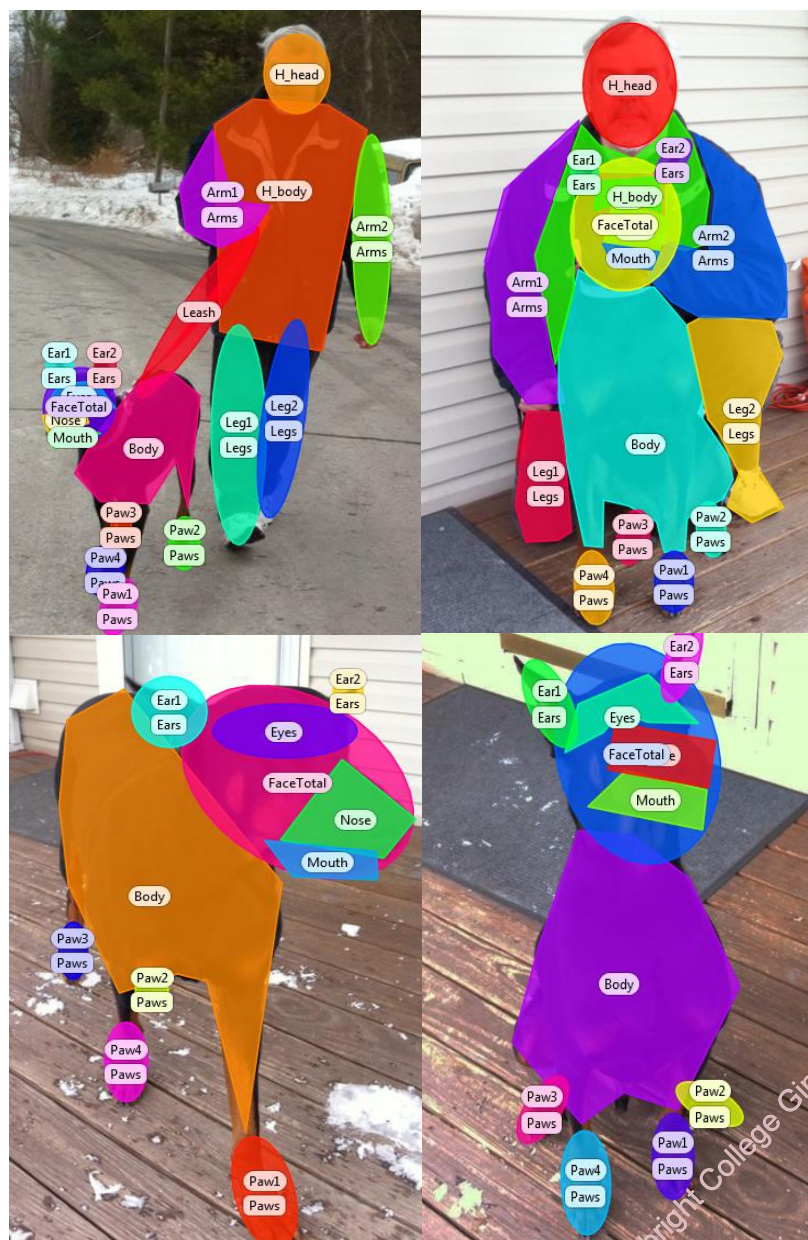 H_head
Arm1
Arms
H_body
Arm2
Arms
Leash
Ear1
Ears
Ear2
Ears
FaceTotal
Nose
Mouth
Body
Leg1
Legs
Leg2
Legs
Paw3
Paws
Paw2
Paws
Paw4
Paws
Paw1
Paws
H_head
Ear1
Ears
Ear2
Ears
H_body
FaceTotal
Mouth
Arm2
Arms
Arm1
Arms
Leg2
Legs
Body
Leg1
Legs
Paw3
Paws
Paw2
Paws
Paw4
Paws
Paw1
Paws
Ear1
Ears
Ear2
Ears
Eyes
FaceTotal
Nose
Mouth
Body
Paw3
Paws
Paw2
Paws
Paw4
Paws
Paw1
Paws
Ear2
Ears
Ear1
Ears
Eyes
FaceTotal
Mouth
Body
Paw3
Paws
Paw2
Paws
Paw1
Paws
Paw4
Paws
College